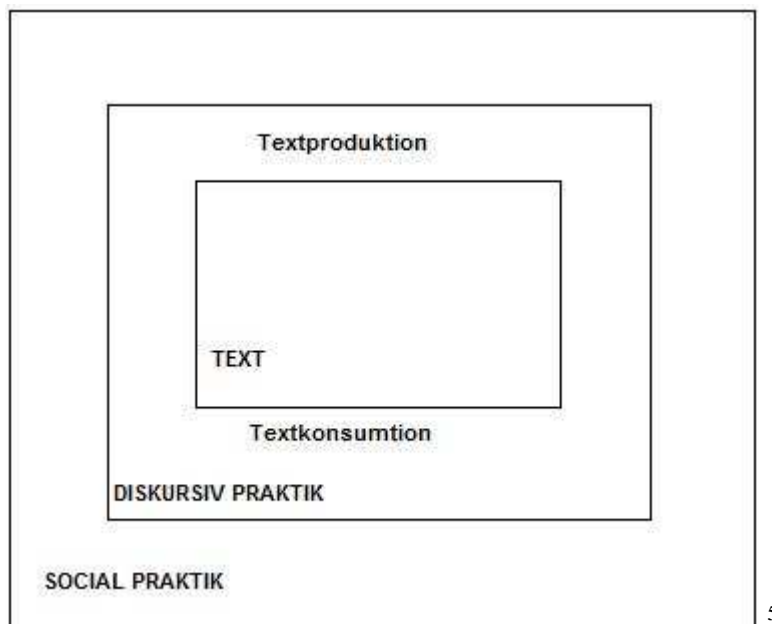 Textproduktion
TEXT
Textkonsumtion
DISKURSIV PRAKTIK
SOCIAL PRAKTIK